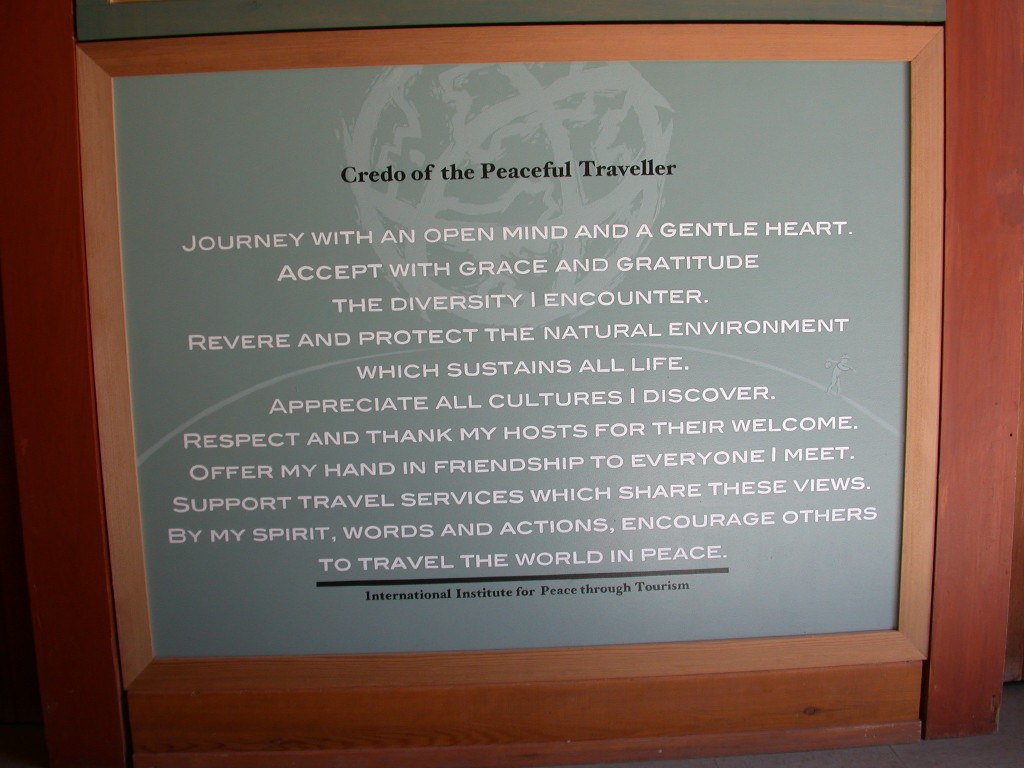 Credo of the Peaceful Traveller
JOURNEY WITH AN OPEN MIND AND A GENTLE HEART.
ACCEPT WITH GRACE AND GRATITUDE
THE DIVERSITY I ENCOUNTER.
REVERE AND PROTECT THE NATURAL ENVIRONMENT
WHICH SUSTAINS ALL LIFE.
APPRECIATE ALL CULTURES I DISCOVER.
RESPECT AND THANK MY HOSTS FOR THEIR WELCOME.
OFFER MY HAND IN FRIENDSHIP TO EVERYONE I MEET.
SUPPORT TRAVEL SERVICES WHICH SHARE THESE VIEWS.
BY MY SPIRIT, WORDS AND ACTIONS, ENCOURAGE OTHERS
TO TRAVEL THE WORLD IN PEACE.
International Institute for Peace through Tourism